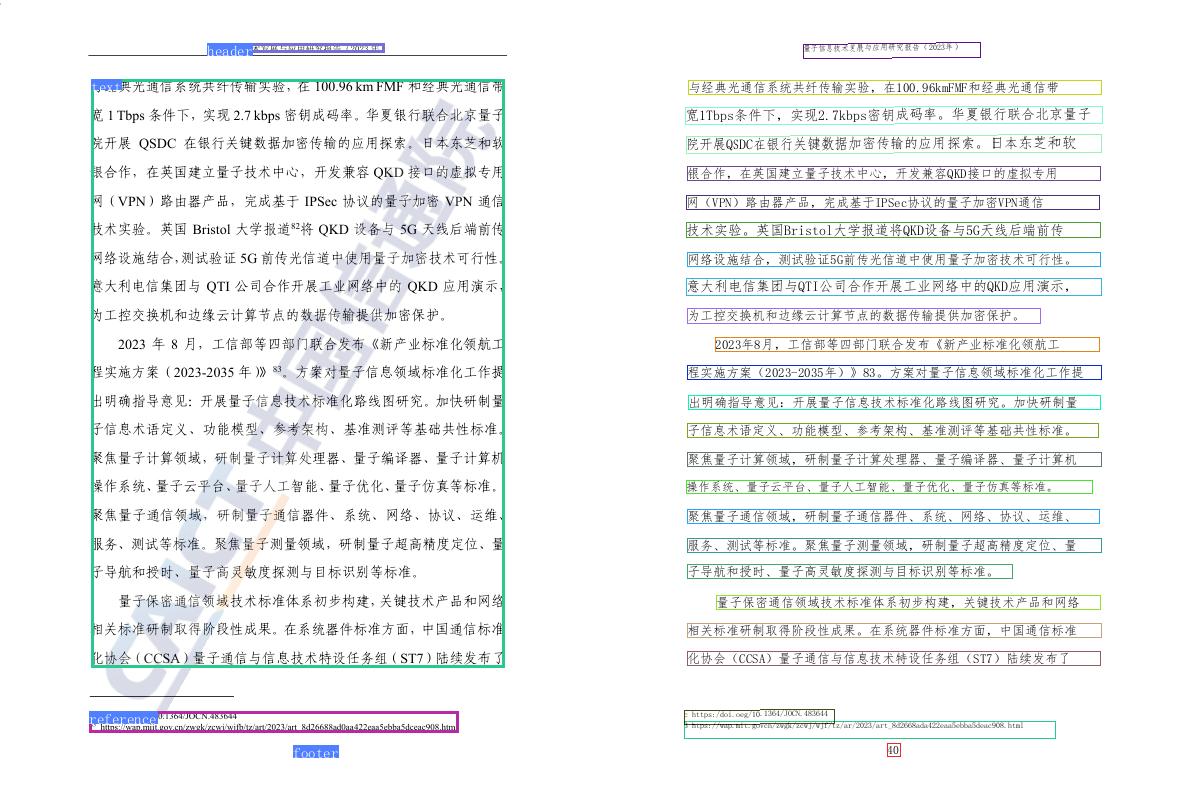 header
text典光通信系统共纤传输实验，在 100.96 km FMF 和经典光通信带
宽 1 Tbps 条件下，实现 2.7 kbps 密钥成码率。华夏银行联合北京量子
院开展 QSDC 在银行关键数据加密传输的应用探索。日本东芝和软
银合作，在英国建立量子技术中心，开发兼容 QKD 接口的虚拟专用
网（VPN）路由器产品，完成基于 IPSec 协议的量子加密 VPN 通信
技术实验。英国 Bristol 大学报道82将 QKD 设备与 5G 天线后端前传
网络设施结合，测试验证 5G 前传光信道中使用量子加密技术可行性。
意大利电信集团与 QTI 公司合作开展工业网络中的 QKD 应用演示，
为工控交换机和边缘云计算节点的数据传输提供加密保护。
2023 年 8 月，工信部等四部门联合发布《新产业标准化领航工
程实施方案（2023-2035 年）》83。方案对量子信息领域标准化工作提
出明确指导意见：开展量子信息技术标准化路线图研究。加快研制量
子信息术语定义、功能模型、参考架构、基准测评等基础共性标准。
聚焦量子计算领域，研制量子计算处理器、量子编译器、量子计算机
操作系统、量子云平台、量子人工智能、量子优化、量子仿真等标准。
聚焦量子通信领域，研制量子通信器件、系统、网络、协议、运维、
服务、测试等标准。聚焦量子测量领域，研制量子超高精度定位、量
子导航和授时、量子高灵敏度探测与目标识别等标准。
量子保密通信领域技术标准体系初步构建，关键技术产品和网络
相关标准研制取得阶段性成果。在系统器件标准方面，中国通信标准
化协会（CCSA）量子通信与信息技术特设任务组（ST7）陆续发布了
CAICT 中国信通院
reference0.1364/JOCN.483644
https://wap.miit.gov.cn/zwgk/zcwj/wjfb/tz/art/2023/art_8d26688ad0aa422eaa5ebba5dceac908.htm
footer
量子信息技术发展与应用研究报告（2023年）
与经典光通信系统共纤传输实验，在100.96kmFMF和经典光通信带
宽1Tbps条件下，实现2.7kbps密钥成码率。华夏银行联合北京量子
院开展QSDC在银行关键数据加密传输的应用探索。日本东芝和软
银合作，在英国建立量子技术中心，开发兼容QKD接口的虚拟专用
网（VPN）路由器产品，完成基于IPSec协议的量子加密VPN通信
技术实验。英国Bristol大学报道将QKD设备与5G天线后端前传
网络设施结合，测试验证5G前传光信道中使用量子加密技术可行性。
意大利电信集团与QTI公司合作开展工业网络中的QKD应用演示，
为工控交换机和边缘云计算节点的数据传输提供加密保护。
2023年8月，工信部等四部门联合发布《新产业标准化领航工
程实施方案（2023-2035年）》83。方案对量子信息领域标准化工作提
出明确指导意见：开展量子信息技术标准化路线图研究。加快研制量
子信息术语定义、功能模型、参考架构、基准测评等基础共性标准。
聚焦量子计算领域，研制量子计算处理器、量子编译器、量子计算机
操作系统、量子云平台、量子人工智能、量子优化、量子仿真等标准。
聚焦量子通信领域，研制量子通信器件、系统、网络、协议、运维、
服务、测试等标准。聚焦量子测量领域，研制量子超高精度定位、量
子导航和授时、量子高灵敏度探测与目标识别等标准。
量子保密通信领域技术标准体系初步构建，关键技术产品和网络
相关标准研制取得阶段性成果。在系统器件标准方面，中国通信标准
化协会（CCSA）量子通信与信息技术特设任务组（ST7）陆续发布了
https://doi.oeg/10 1364/JOCN.483644
https://wap.mit.govcn/zwgk/zcwj/wjf/tz/ar/2023/art_8d2668ada422eaa5ebba5deac908.html
40